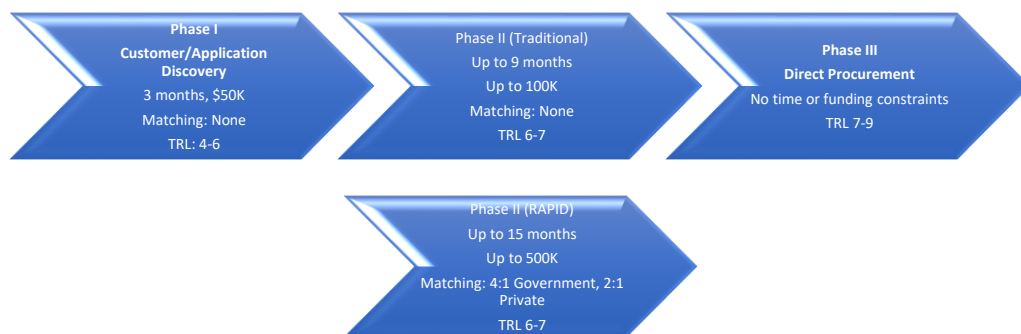 Phase I
Customer/Application
Discovery
3 months, $50K
Matching: None
TRL: 4-6
Phase II (Traditional)
Up to 9 months
Up to 100K
Matching: None
TRL 6-7
Phase III
Direct Procurement
No time or funding constraints
TRL 7-9
Phase II (RAPID)
Up to 15 months
Up to 500K
Matching: 4:1 Government, 2:1
Private
TRL 6-7